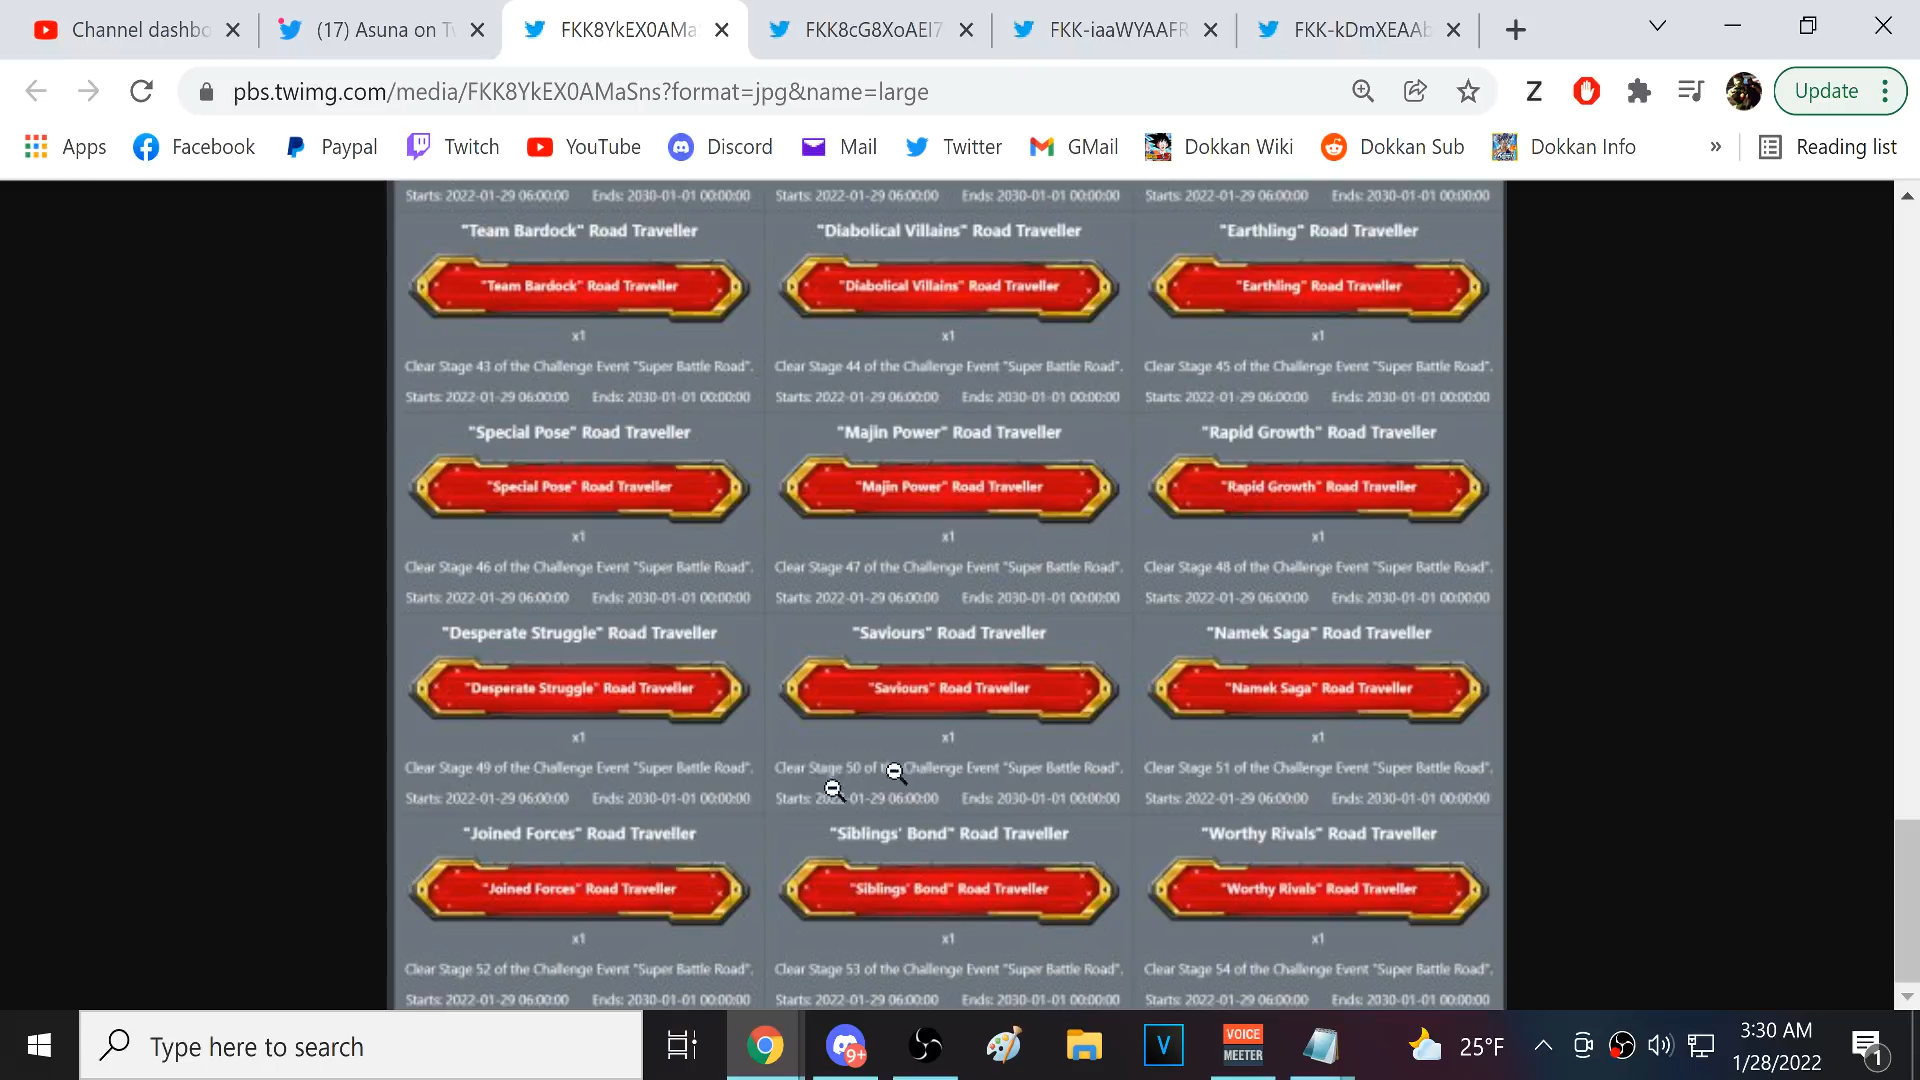 Channel dashbo
(17) Asuna on Tw
FKK8YkEX0AMaS
FKK8cG8XoAEI7
FKK-iaaWYAAFR
FKK-kDmXEAAb
pbs.twimg.com/media/FKK8YkEX0AMaSns?format=jpg&name=large
Z
Update
Apps
Facebook
Paypal
Twitch
YouTube
Discord
Mail
Twitter
GMail
Dokkan Wiki
Dokkan Sub
Dokkan Info
»
Reading list
Starts: 2022-01-29 06:00:00 Ends: 2030-01-01 00:00:00 Starts: 2022-01-29 06:00:00 Ends: 2030-01-01 00:00:00 Starts: 2022-01-29 06:00:00 Ends: 2030-01-01 00:00:00
"Team Bardock" Road Traveller "Diabolical Villains" Road Traveller "Earthling" Road Traveller
"Team Bardock" Road Traveller "Diabolical Villains" Road Traveller "Earthling" Road Traveller
x1 x1 x1
Clear Stage 43 of the Challenge Event "Super Battle Road". Clear Stage 44 of the Challenge Event "Super Battle Road". Clear Stage 45 of the Challenge Event "Super Battle Road".
Starts: 2022-01-29 06:00:00 Ends: 2030-01-01 00:00:00 Starts: 2022-01-29 06:00:00 Ends: 2030-01-01 00:00:00 Starts: 2022-01-29 06:00:00 Ends: 2030-01-01 00:00:00
"Special Pose" Road Traveller "Majin Power" Road Traveller "Rapid Growth" Road Traveller
"Special Pose" Road Traveller "Majin Power" Road Traveller "Rapid Growth" Road Traveller
x1 x1 x1
Clear Stage 46 of the Challenge Event "Super Battle Road". Clear Stage 47 of the Challenge Event "Super Battle Road". Clear Stage 48 of the Challenge Event "Super Battle Road".
Starts: 2022-01-29 06:00:00 Ends: 2030-01-01 00:00:00 Starts: 2022-01-29 06:00:00 Ends: 2030-01-01 00:00:00 Starts: 2022-01-29 06:00:00 Ends: 2030-01-01 00:00:00
"Desperate Struggle" Road Traveller "Saviours" Road Traveller "Namek Saga" Road Traveller
"Desperate Struggle" Road Traveller "Saviours" Road Traveller "Namek Saga" Road Traveller
x1 x1 x1
Clear Stage 49 of the Challenge Event "Super Battle Road". Clear Stage 50 of the Challenge Event "Super Battle Road". Clear Stage 51 of the Challenge Event "Super Battle Road".
Starts: 2022-01-29 06:00:00 Ends: 2030-01-01 00:00:00 Starts: 2022-01-29 06:00:00 Ends: 2030-01-01 00:00:00 Starts: 2022-01-29 06:00:00 Ends: 2030-01-01 00:00:00
"Joined Forces" Road Traveller "Siblings' Bond" Road Traveller "Worthy Rivals" Road Traveller
"Joined Forces" Road Traveller "Siblings' Bond" Road Traveller "Worthy Rivals" Road Traveller
x1 x1 x1
Clear Stage 52 of the Challenge Event "Super Battle Road". Clear Stage 53 of the Challenge Event "Super Battle Road". Clear Stage 54 of the Challenge Event "Super Battle Road".
Starts: 2022-01-29 06:00:00 Ends: 2030-01-01 00:00:00 Starts: 2022-01-29 06:00:00 Ends: 2030-01-01 00:00:00 Starts: 2022-01-29 06:00:00 Ends: 2030-01-01 00:00:00
Type here to search
9+
V
VOICE
MEETER
25°F
3:30 AM
1/28/2022
1